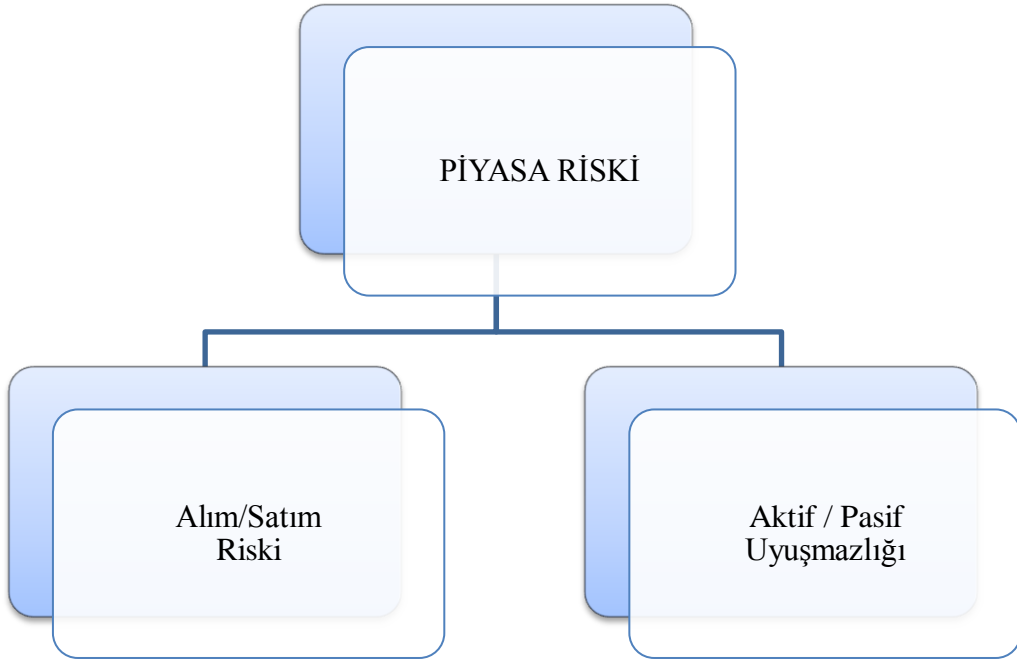 PİYASA RİSKİ
Alım/Satım
Riski
Aktif / Pasif
Uyuşmazlığı